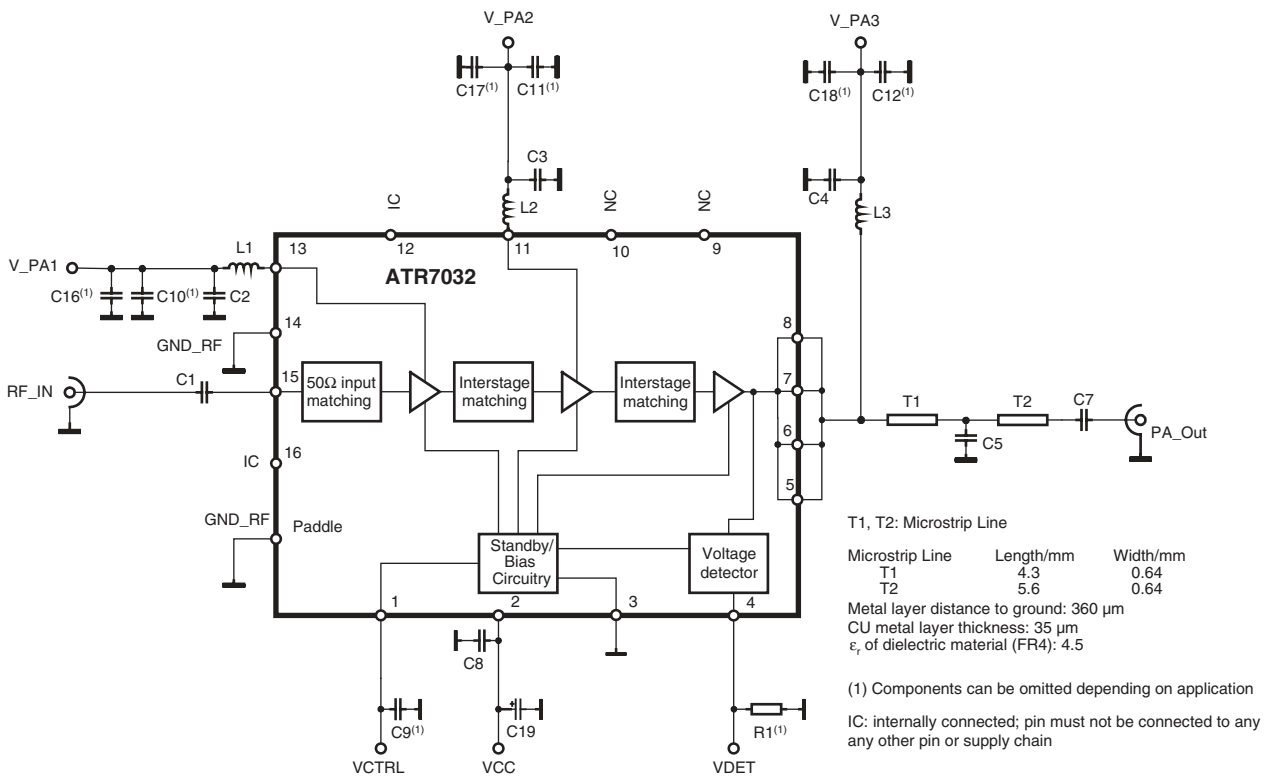 V_PA2
V_PA3
C17(1) C11(1)
C18(1) C12(1)
C3
C4
IC
L2
NC
NC
L3
L1
13
12
11
10
9
V_PA1
ATR7032
C16(1) C10(1) C2
14
8
GND_RF
C1
15
50Ω input matching
Interstage matching
Interstage matching
7
RF_IN
T1
T2
C7
6
C5
PA_Out
IC
16
5
GND_RF
Paddle
Standby/
Bias
Circuitry
Voltage
detector
1
2
3
4
C8
C9(1)
C19
R1(1)
VCTRL
VCC
VDET
T1, T2: Microstrip Line
Microstrip Line Length/mm Width/mm
T1 4.3 0.64
T2 5.6 0.64
Metal layer distance to ground: 360 µm
CU metal layer thickness: 35 µm
εr of dielectric material (FR4): 4.5
(1) Components can be omitted depending on application
IC: internally connected; pin must not be connected to any
any other pin or supply chain